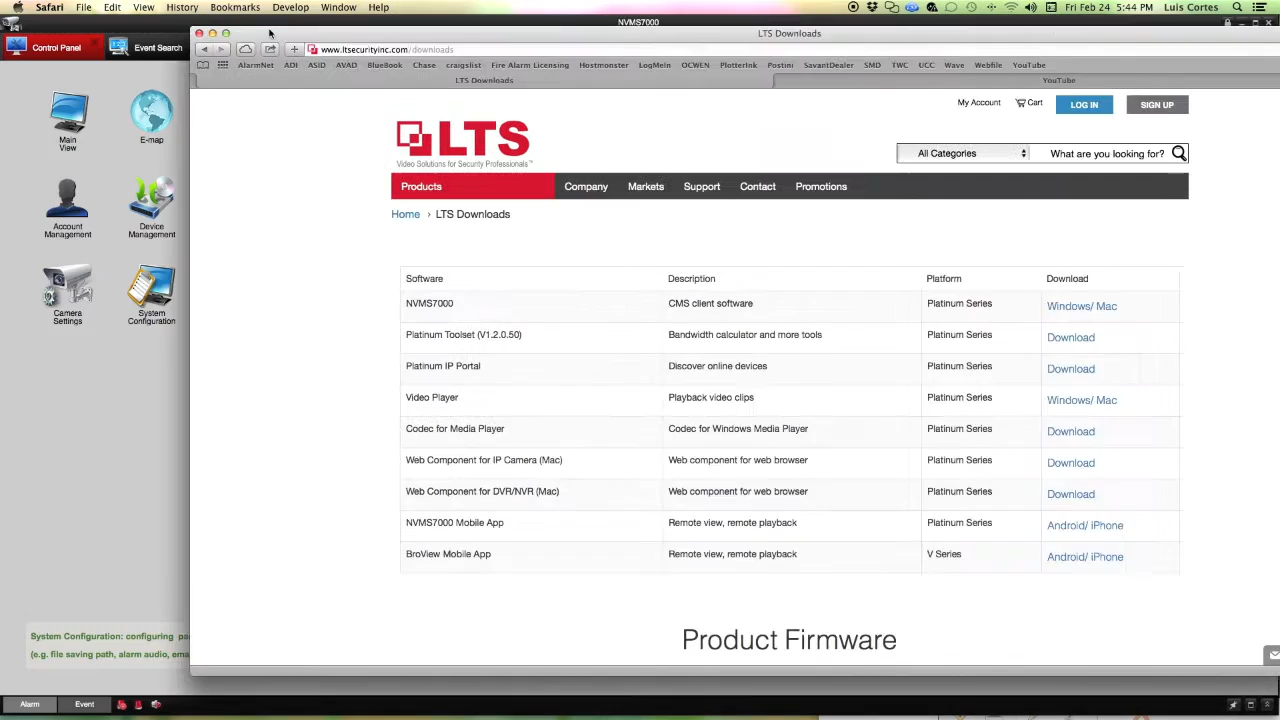 Safari File Edit View History Bookmarks Develop Window Help Fri Feb 24 5:44 PM Luis Cortes
NVMS7000
Control Panel Event Search
LTS Downloads
www.ltsecurityinc.com/downloads
AlarmNet ADI ASID AVAD BlueBook Chase craigslist Fire Alarm Licensing Hostmonster LogMeIn OCWEN PlotterInk Postini SavantDealer SMD TWC UCC Wave Webfile YouTube
LTS Downloads YouTube
Main View
E-map
Account Management
Device Management
Camera Settings
System Configuration
My Account Cart LOG IN SIGN UP
LTS
Video Solutions for Security Professionals™
All Categories What are you looking for?
Products Company Markets Support Contact Promotions
Home › LTS Downloads
Software Description Platform Download
NVMS7000 CMS client software Platinum Series Windows/ Mac
Platinum Toolset (V1.2.0.50) Bandwidth calculator and more tools Platinum Series Download
Platinum IP Portal Discover online devices Platinum Series Download
Video Player Playback video clips Platinum Series Windows/ Mac
Codec for Media Player Codec for Windows Media Player Platinum Series Download
Web Component for IP Camera (Mac) Web component for web browser Platinum Series Download
Web Component for DVR/NVR (Mac) Web component for web browser Platinum Series Download
NVMS7000 Mobile App Remote view, remote playback Platinum Series Android/ iPhone
BroView Mobile App Remote view, remote playback V Series Android/ iPhone
Product Firmware
System Configuration: configuring pa
(e.g. file saving path, alarm audio, ema
Alarm Event